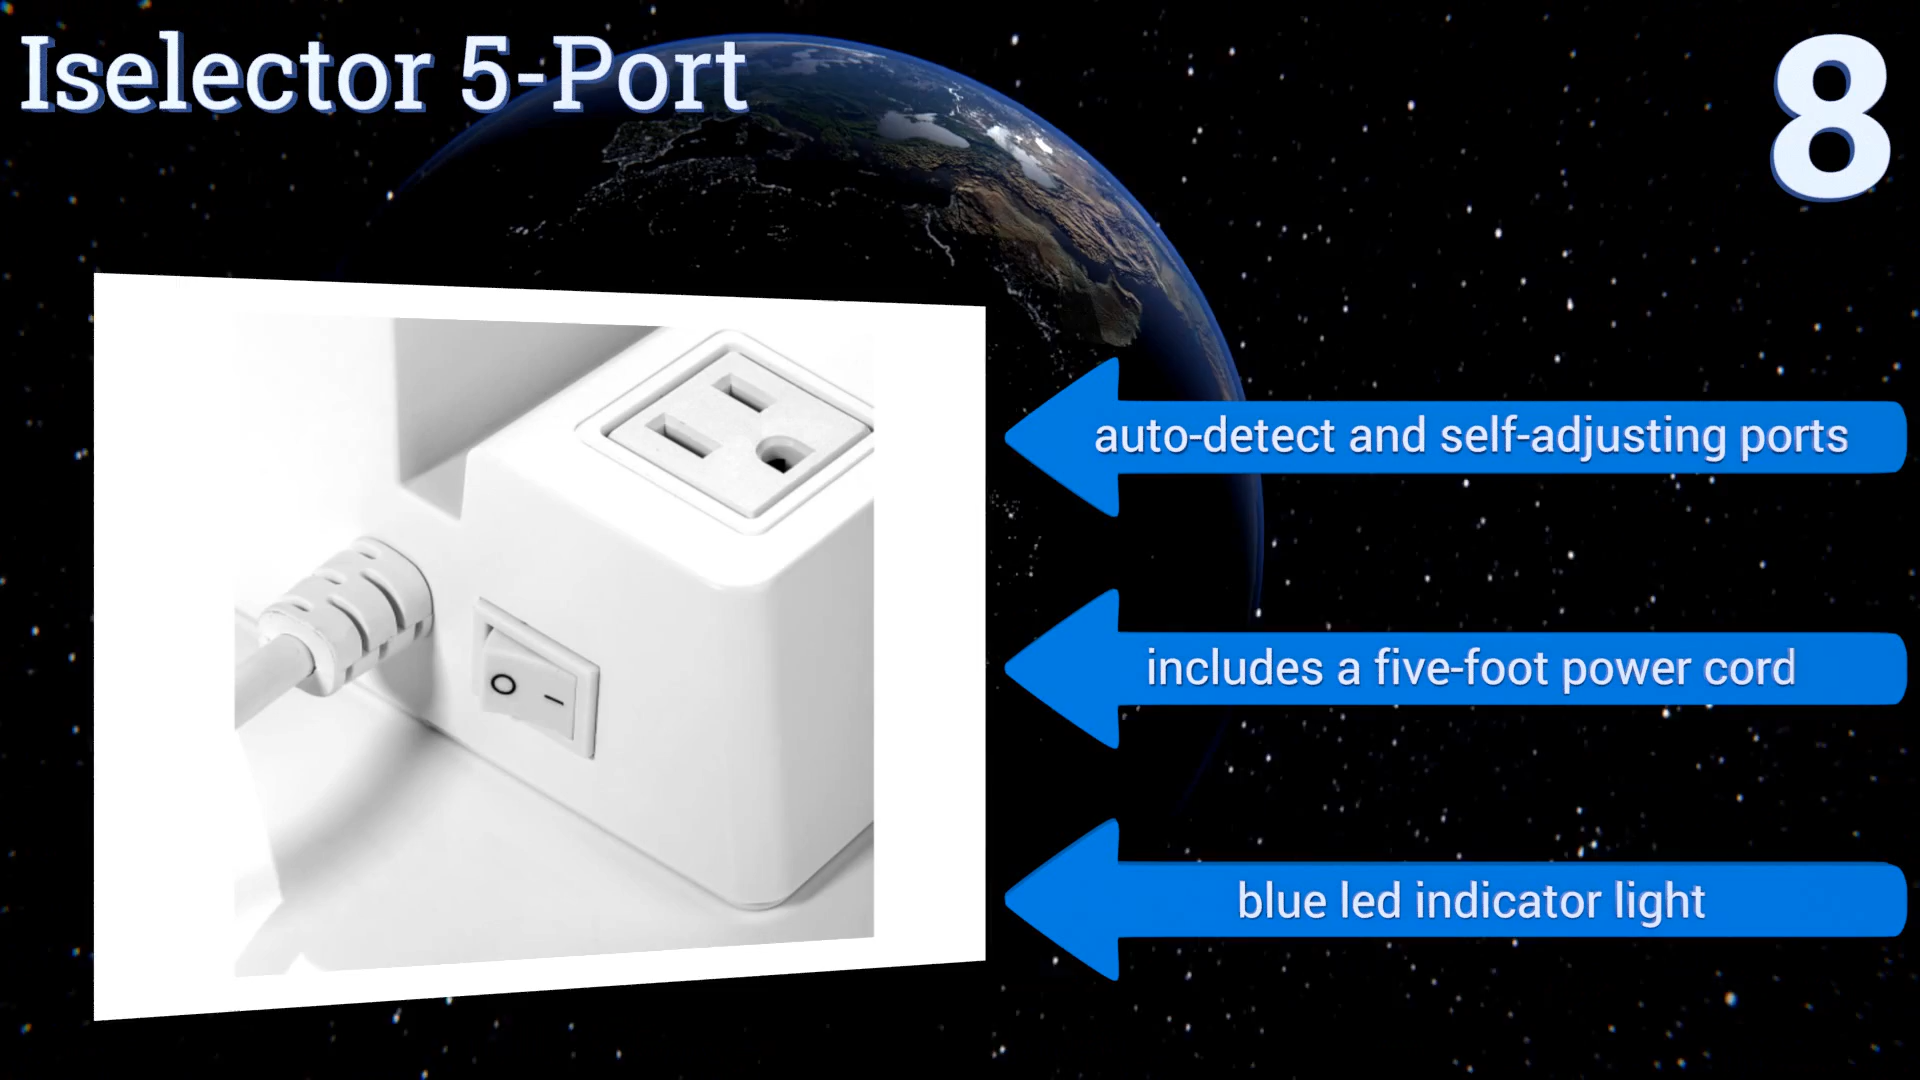 Iselector 5-Port
8
auto-detect and self-adjusting ports
includes a five-foot power cord
blue led indicator light